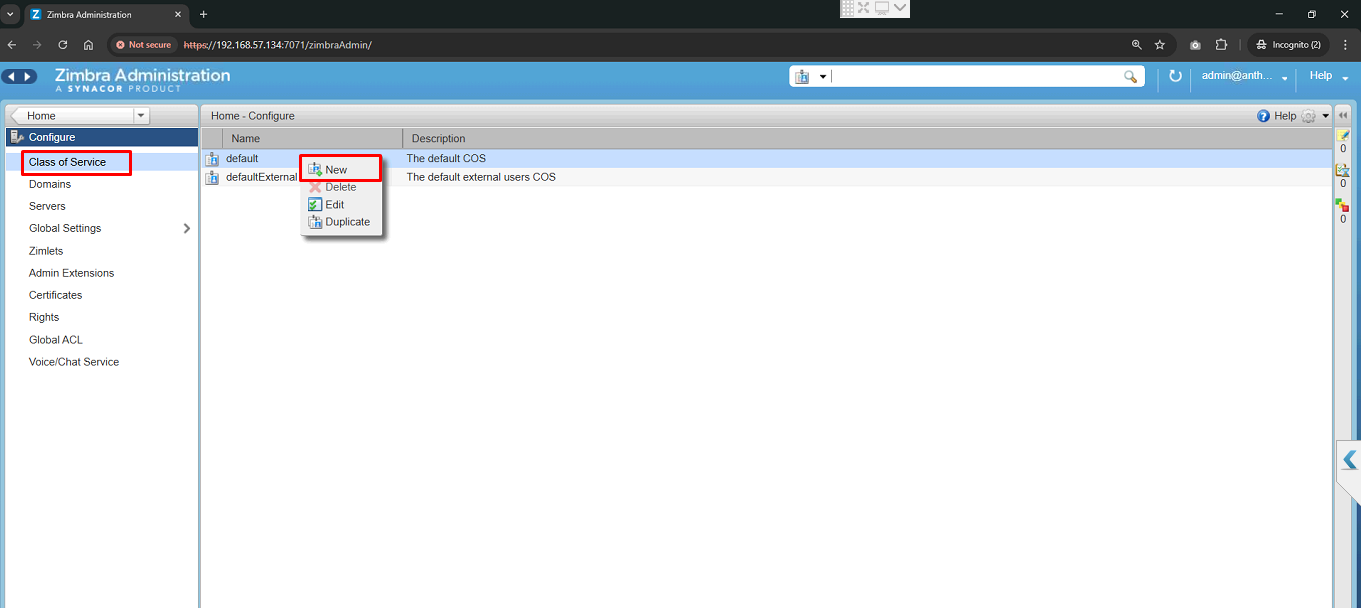 Zimbra Administration
Not secure
https://192.168.57.134:7071/zimbraAdmin/
Incognito (2)
Zimbra Administration
A SYNACOR PRODUCT
admin@anth...
Help
Home
Home - Configure
Help
Configure
Name
Description
Class of Service
Domains
Servers
Global Settings
Zimlets
Admin Extensions
Certificates
Rights
Global ACL
Voice/Chat Service
default
The default COS
defaultExternal
The default external users COS
New
Delete
Edit
Duplicate
0
0
0